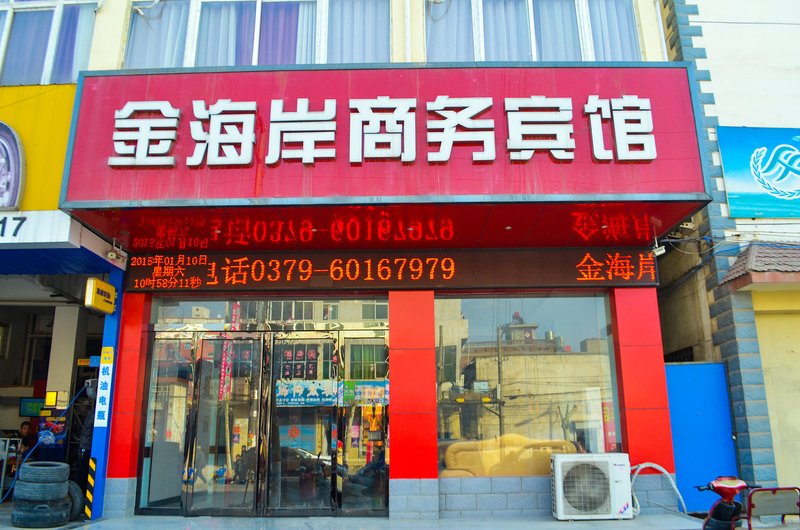 金海岸商务宾馆
2015年01月10日
星期六
10时58分11秒
电话0379-60167979
金海岸
17
机油电瓶